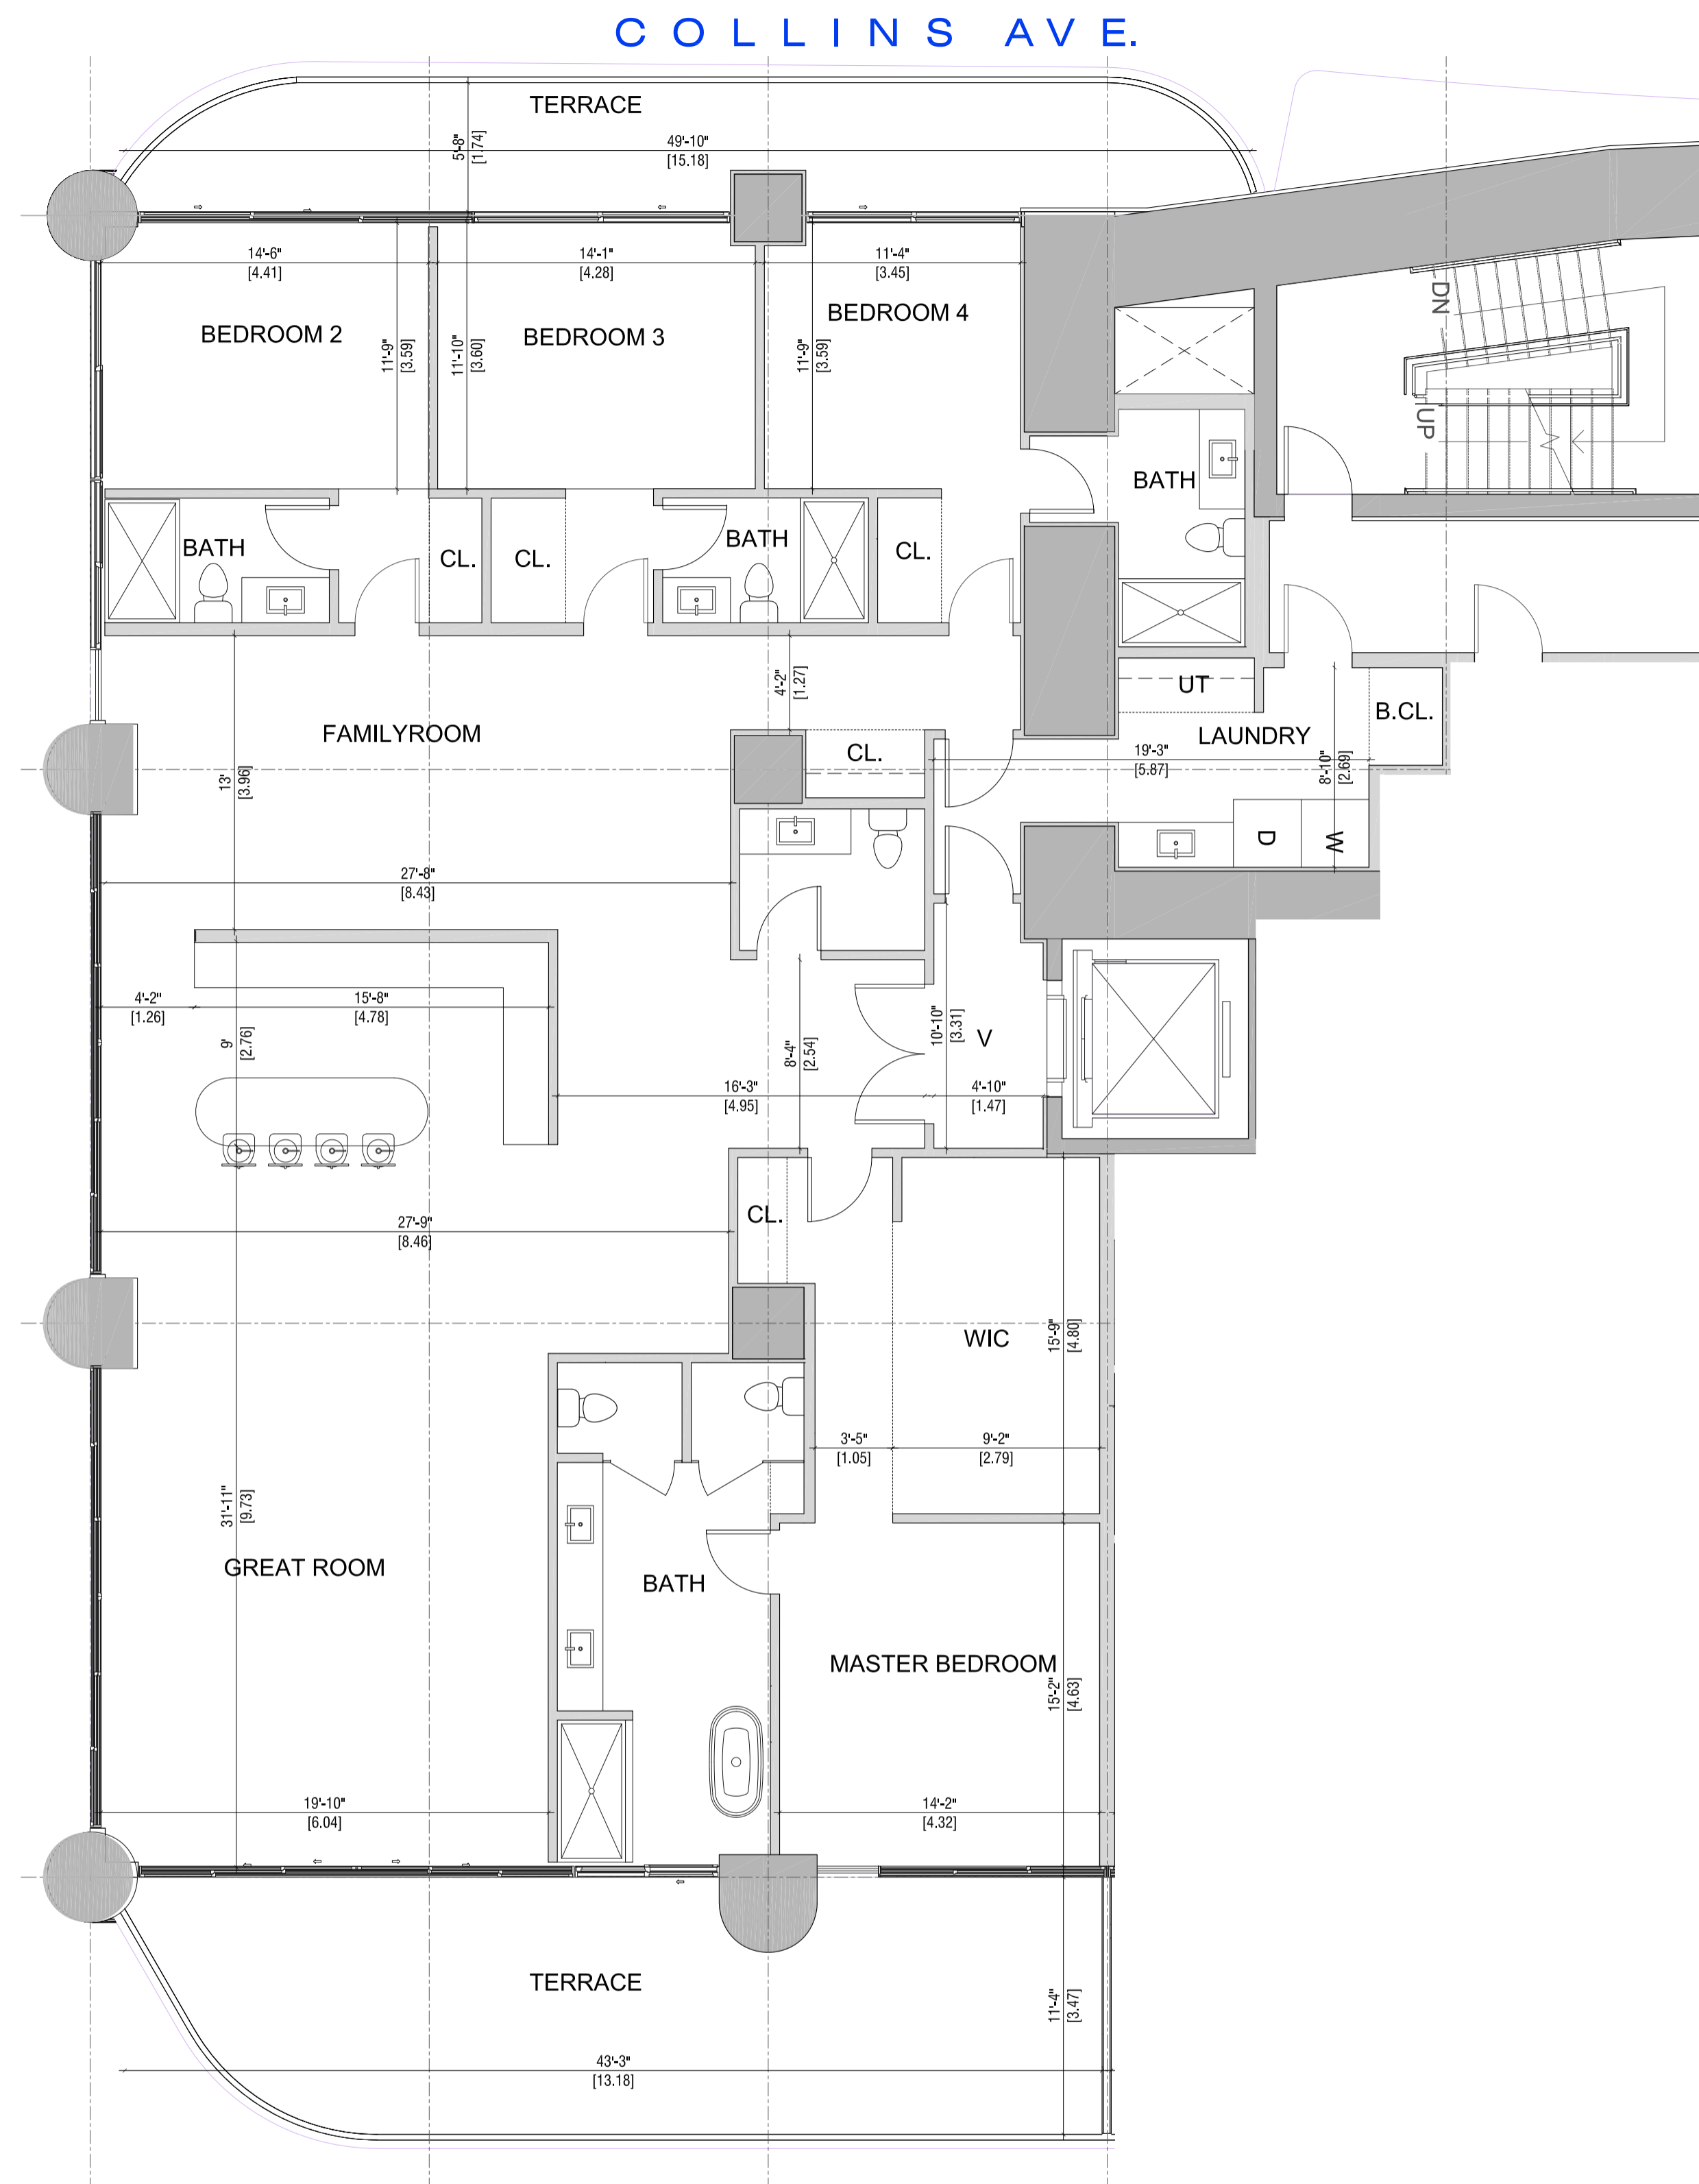 COLLINS AVE.
TERRACE
5'-8"
[1.74]
49'-10"
[15.18]
14'-6"
[4.41]
14'-1"
[4.28]
11'-4"
[3.45]
BEDROOM 2
BEDROOM 3
BEDROOM 4
11'-9"
[3.59]
11'-10"
[3.60]
11'-9"
[3.59]
DN
UP
BATH
BATH
CL.
CL.
BATH
CL.
4'-2"
[1.27]
UT
B.CL.
FAMILYROOM
LAUNDRY
CL.
19'-3"
[5.87]
8'-10"
[2.69]
13'
[3.96]
D
W
27'-8"
[8.43]
4'-2"
[1.26]
15'-8"
[4.78]
9'
[2.76]
8'-4"
[2.54]
10'-10"
[3.31]
V
16'-3"
[4.95]
4'-10"
[1.47]
CL.
27'-9"
[8.46]
WIC
15'-9"
[4.80]
3'-5"
[1.05]
9'-2"
[2.79]
31'-11"
[9.73]
GREAT ROOM
BATH
MASTER BEDROOM
15'-2"
[4.63]
19'-10"
[6.04]
14'-2"
[4.32]
TERRACE
11'-4"
[3.47]
43'-3"
[13.18]